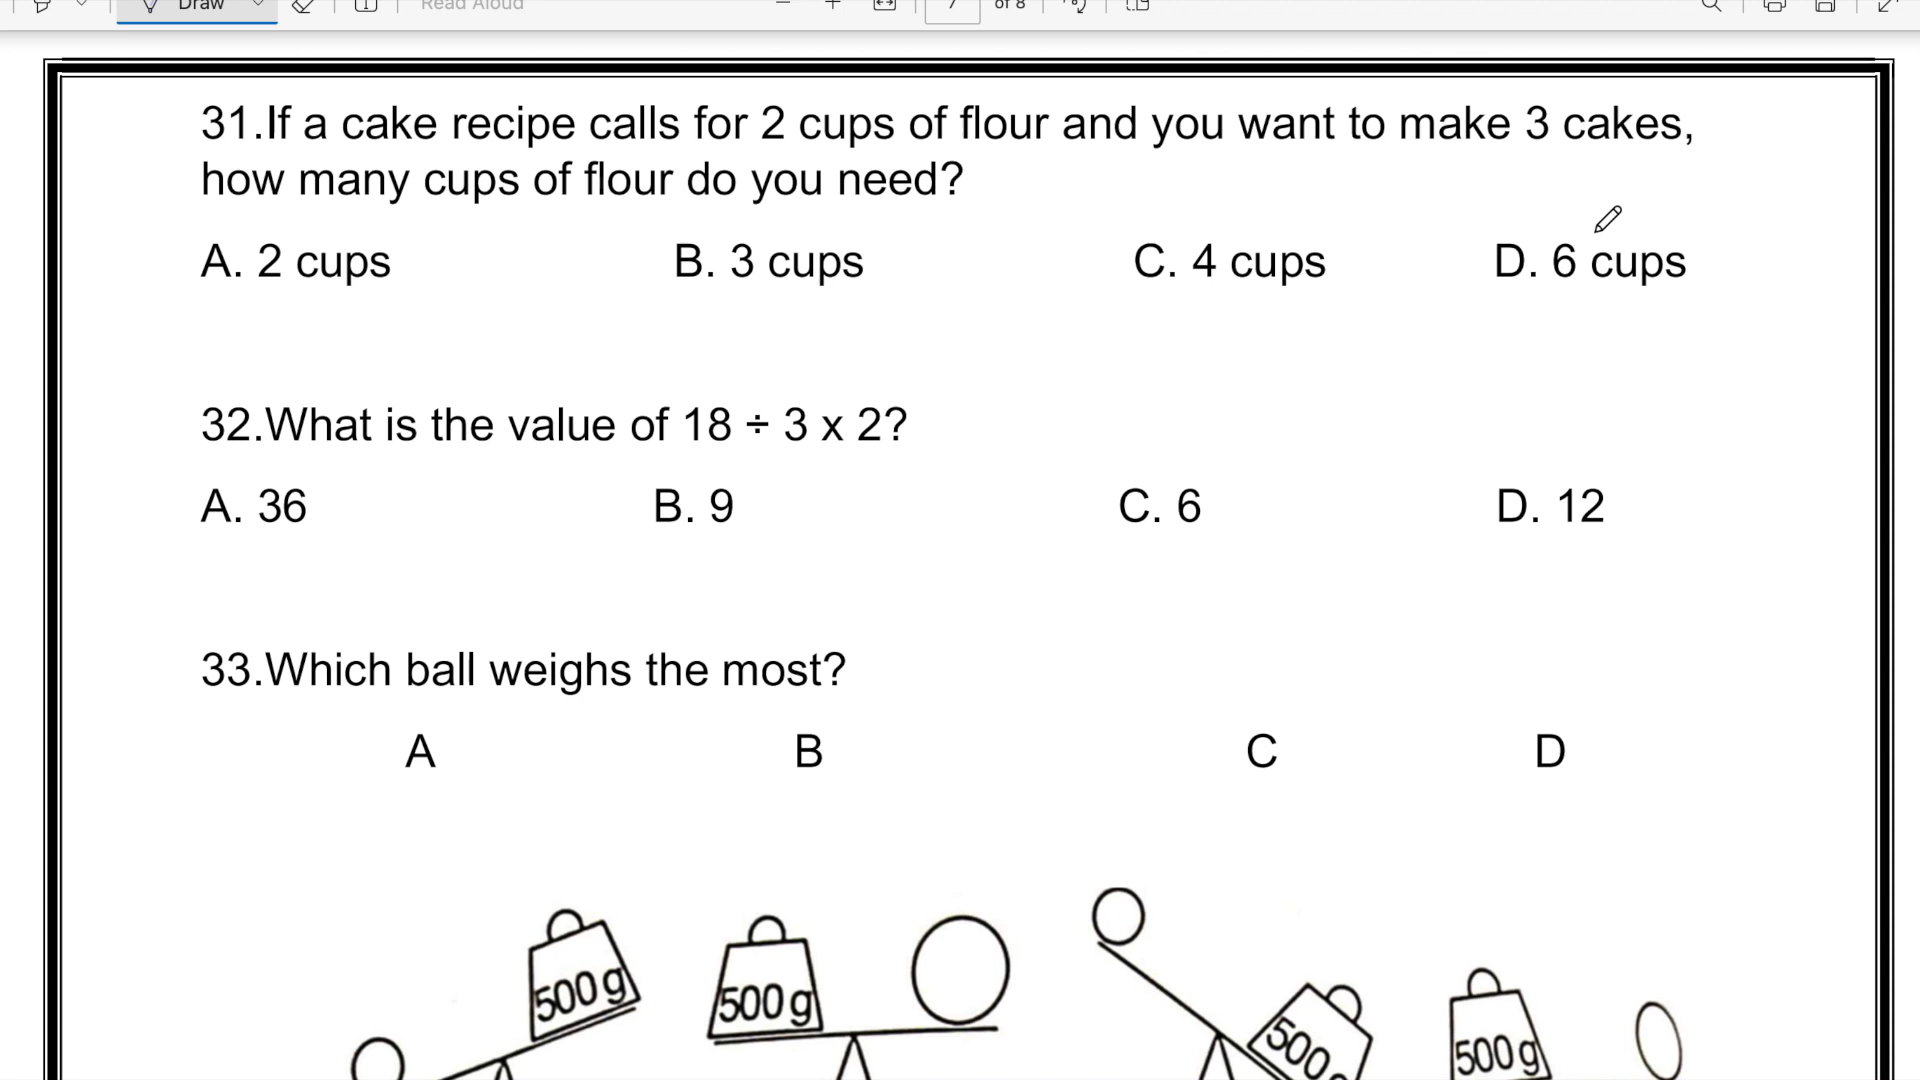 Draw
Read Aloud
7 of 8
31.If a cake recipe calls for 2 cups of flour and you want to make 3 cakes,
how many cups of flour do you need?
A. 2 cups B. 3 cups C. 4 cups D. 6 cups
32.What is the value of 18 ÷ 3 x 2?
A. 36 B. 9 C. 6 D. 12
33.Which ball weighs the most?
A B C D
500g 500g 500g 500g